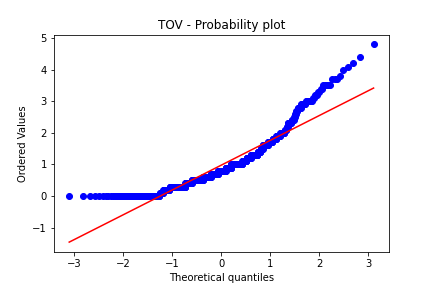 TOV - Probability plot
5
4
3
2
1
0
−1
Ordered Values
−3 −2 −1 0 1 2 3
Theoretical quantiles